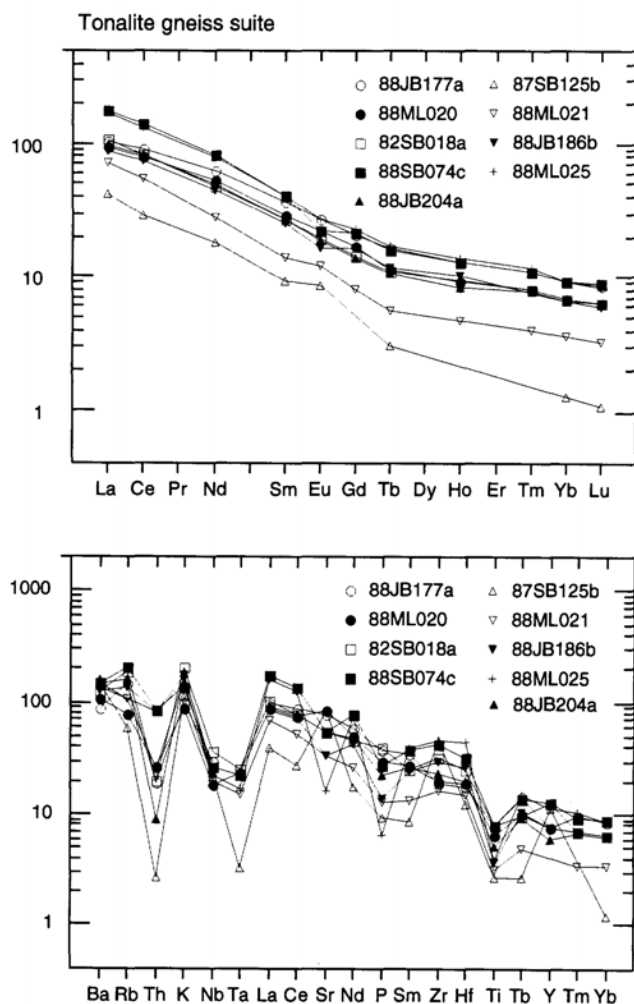 Tonalite gneiss suite
88JB177a 87SB125b
88ML020 88ML021
82SB018a 88JB186b
88SB074c 88ML025
88JB204a
100
10
1
La Ce Pr Nd Sm Eu Gd Tb Dy Ho Er Tm Yb Lu
1000
88JB177a 87SB125b
88ML020 88ML021
82SB018a 88JB186b
88SB074c 88ML025
88JB204a
100
10
1
Ba Rb Th K Nb Ta La Ce Sr Nd P Sm Zr Hf Ti Tb Y Tm Yb